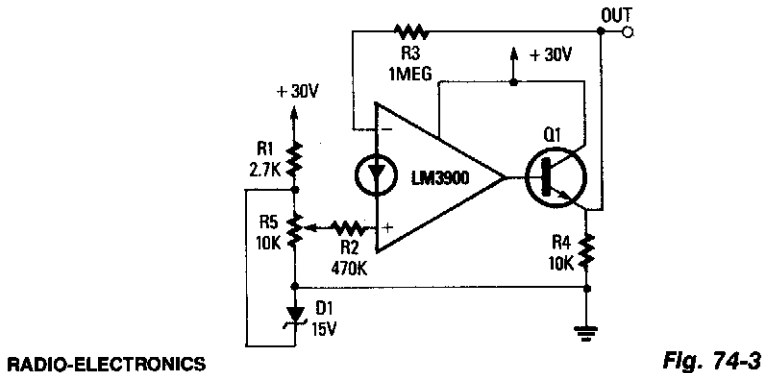 OUT
R3
1MEG
+30V
+30V
Q1
R1
2.7K
−
LM3900
R5
10K
+
R2
470K
R4
10K
D1
15V
RADIO-ELECTRONICS
Fig. 74-3